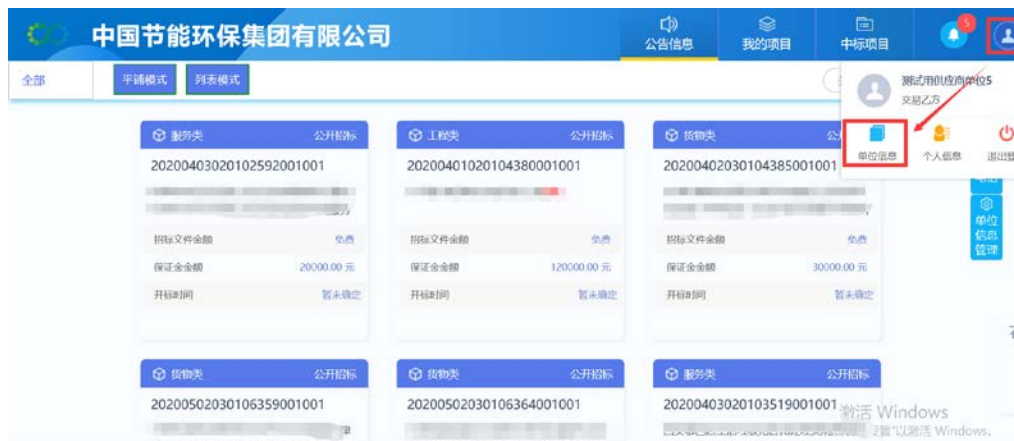 中国节能环保集团有限公司
公告信息
我的项目
中标项目
5
全部
平铺模式
列表模式
测试用供应商单位5
交易乙方
单位信息
个人信息
退出登
单位
信息
管理
服务类 公开招标
20200403020102592001001
招标文件金额 免费
保证金金额 20000.00 元
开标时间 暂未确定
工程类 公开招标
20200401020104380001001
招标文件金额 免费
保证金金额 120000.00 元
开标时间 暂未确定
货物类
20200402030104385001001
招标文件金额 免费
保证金金额 30000.00 元
开标时间 暂未确定
货物类 公开招标
20200502030106359001001
货物类 公开招标
20200502030106364001001
服务类 公开招标
20200403020103519001001
激活 Windows